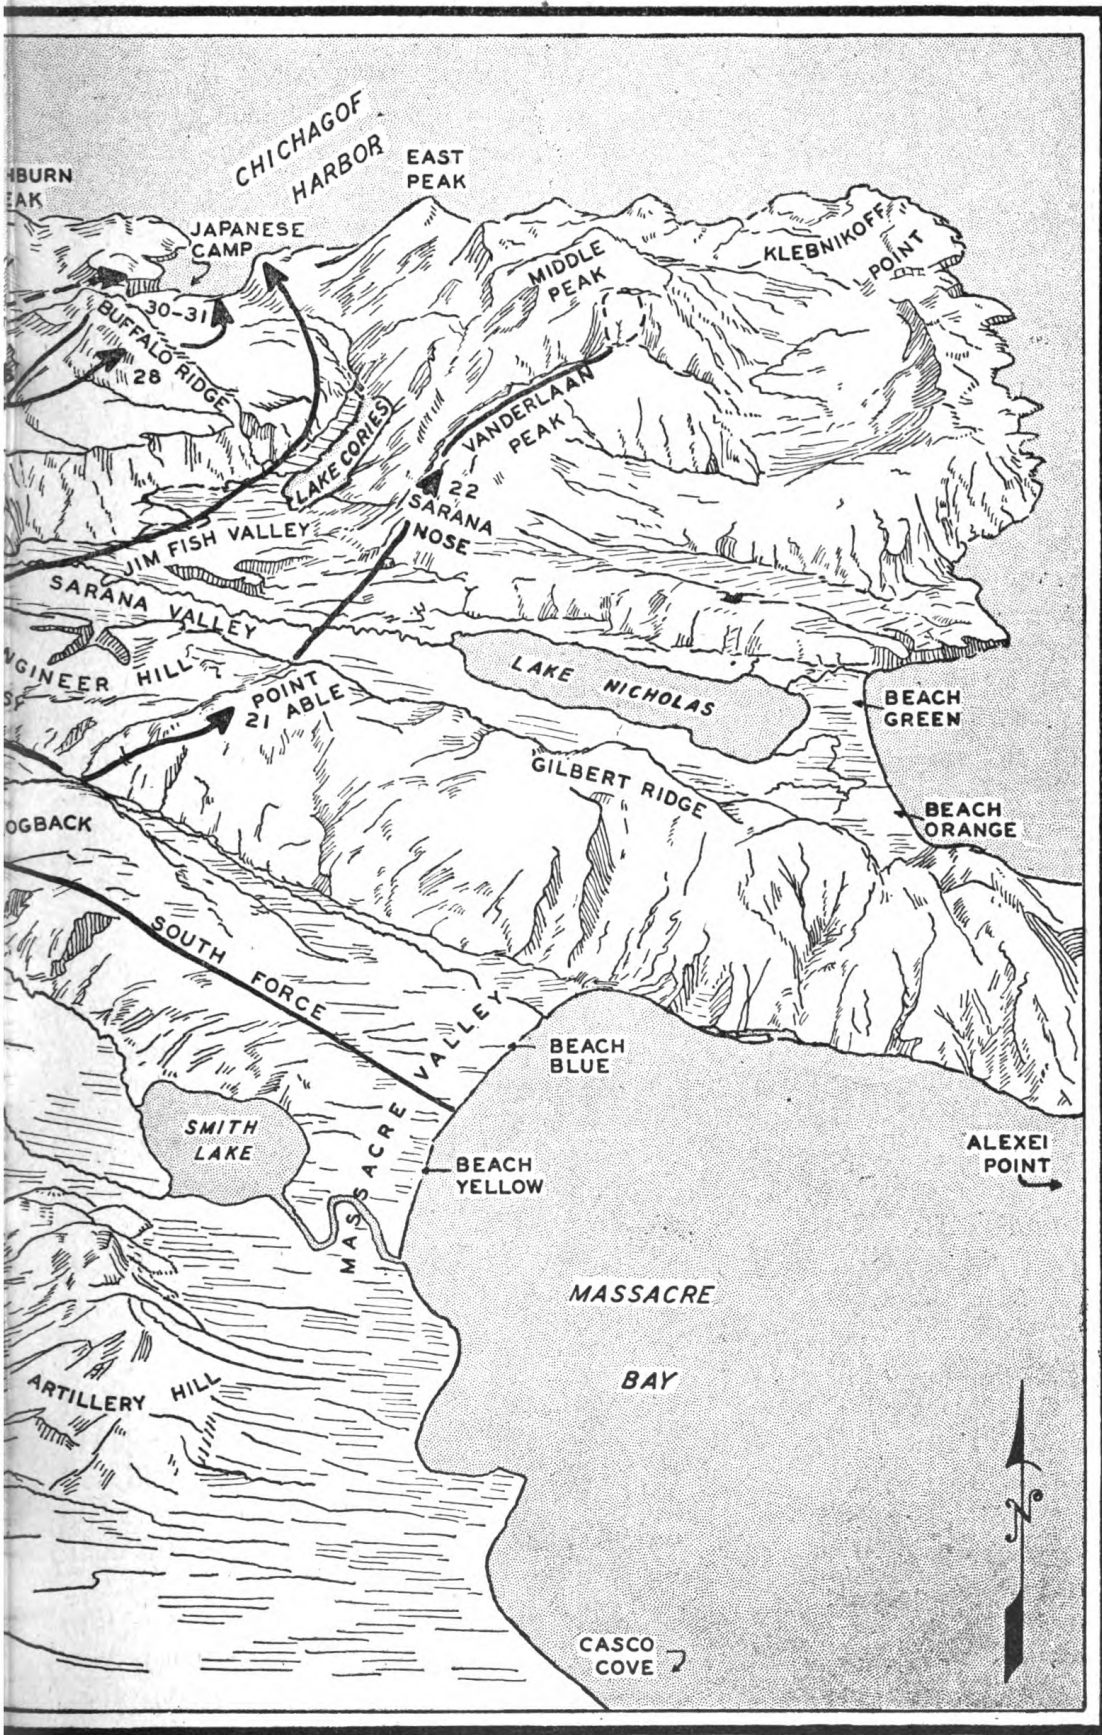 CHICHAGOF
HARBOR
EAST
PEAK
HBURN
EAK
JAPANESE
CAMP
KLEBNIKOFF
POINT
MIDDLE
PEAK
30-31
BUFFALO RIDGE
28
VANDERLAAN
PEAK
LAKE CORIES
22
SARANA
NOSE
JIM FISH VALLEY
SARANA VALLEY
NGINEER HILL
LAKE NICHOLAS
POINT
21 ABLE
BEACH
GREEN
GILBERT RIDGE
BEACH
ORANGE
OGBACK
SOUTH FORCE
MASSACRE VALLEY
BEACH
BLUE
SMITH
LAKE
BEACH
YELLOW
ALEXEI
POINT
MASSACRE
BAY
ARTILLERY HILL
N
CASCO
COVE